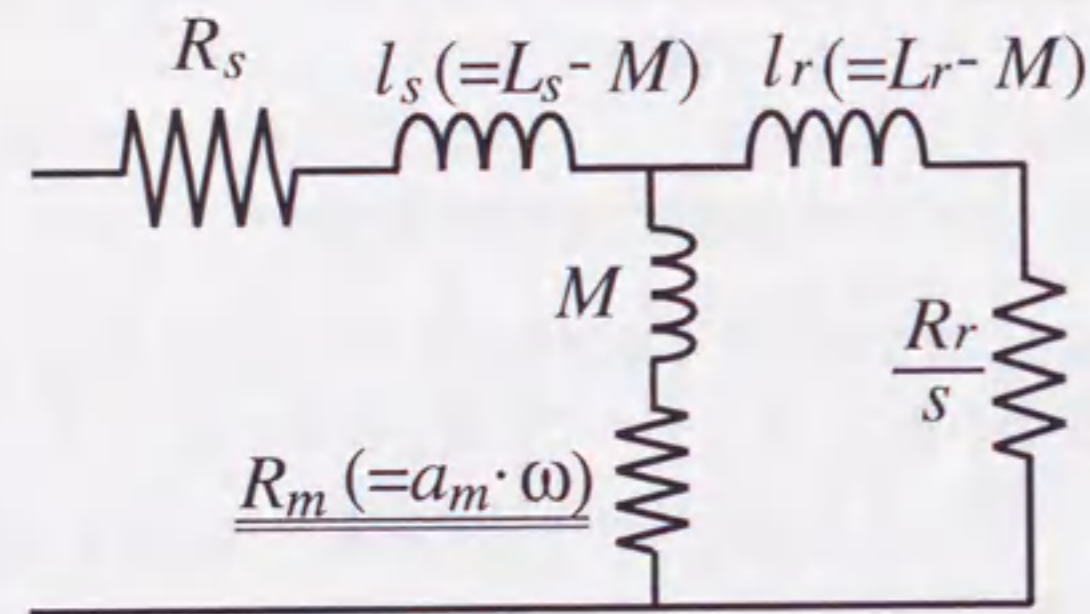 Rs
ls (=Ls - M)
lr (=Lr - M)
M
Rr
s
Rm (=am · ω)